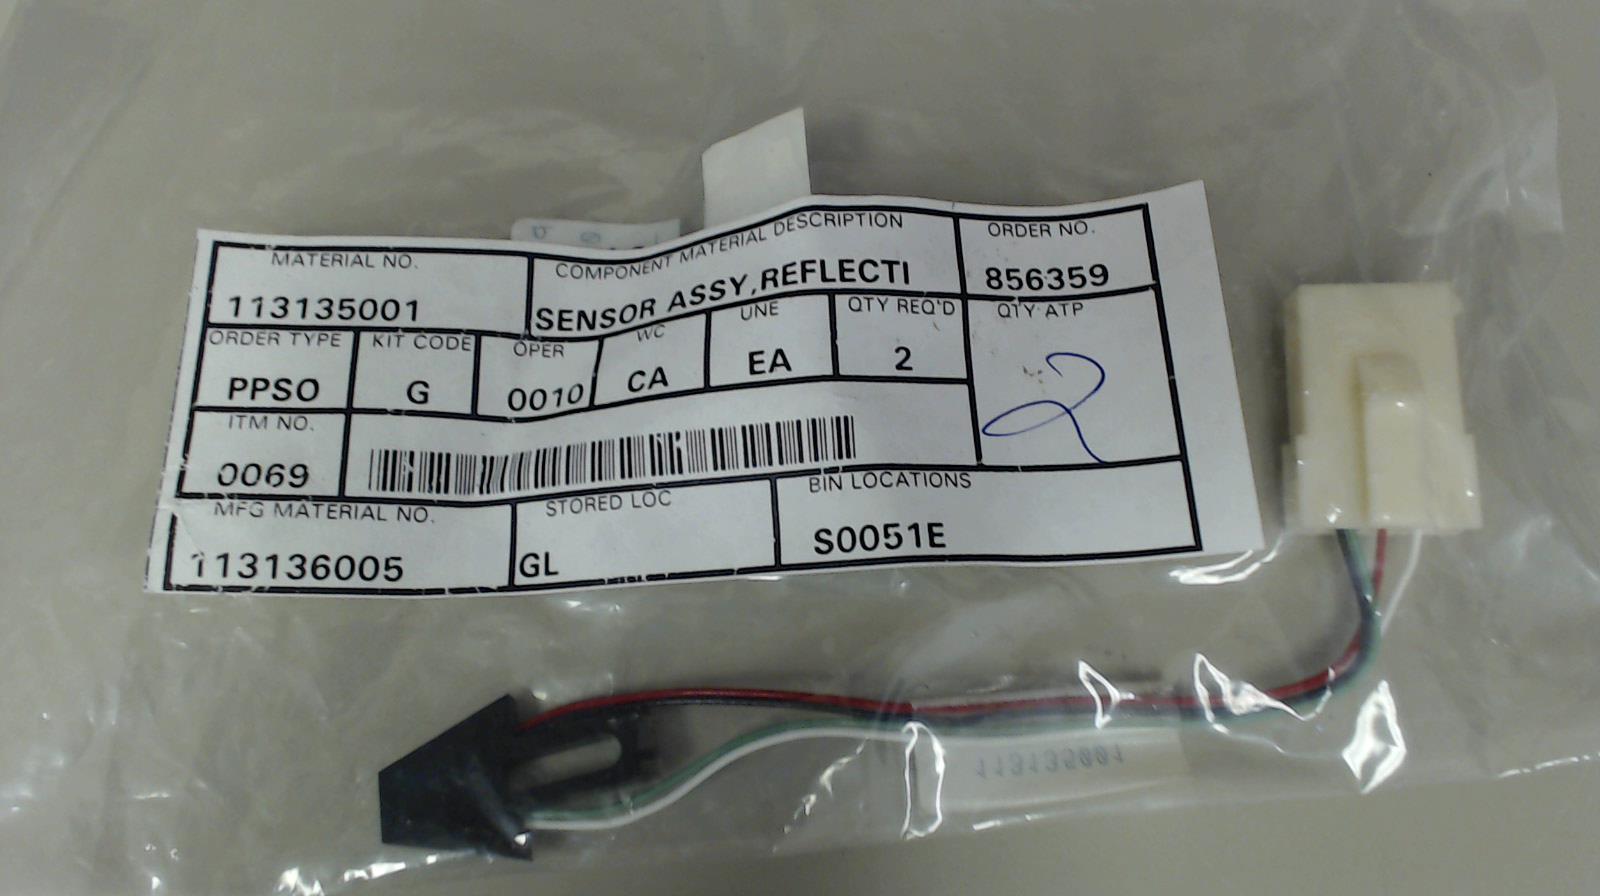 MATERIAL NO.
113135001
COMPONENT MATERIAL DESCRIPTION
SENSOR ASSY,REFLECTI
ORDER NO.
856359
ORDER TYPE
PPSO
KIT CODE
G
OPER
0010
WC
CA
UNE
EA
QTY REQ'D
2
QTY ATP
2
ITM NO.
0069
MFG MATERIAL NO.
113136005
STORED LOC
GL
BIN LOCATIONS
S0051E
113135001